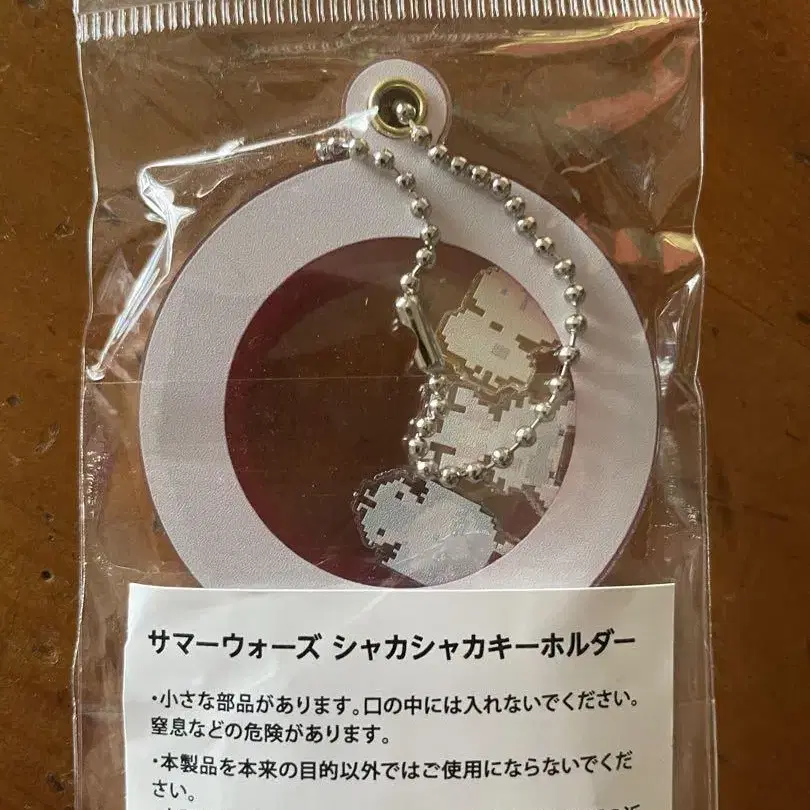 サマーウォーズ シャカシャカキーホルダー
・小さな部品があります。口の中には入れないでください。
窒息などの危険があります。
・本製品を本来の目的以外ではご使用にならないでくだ
さい。